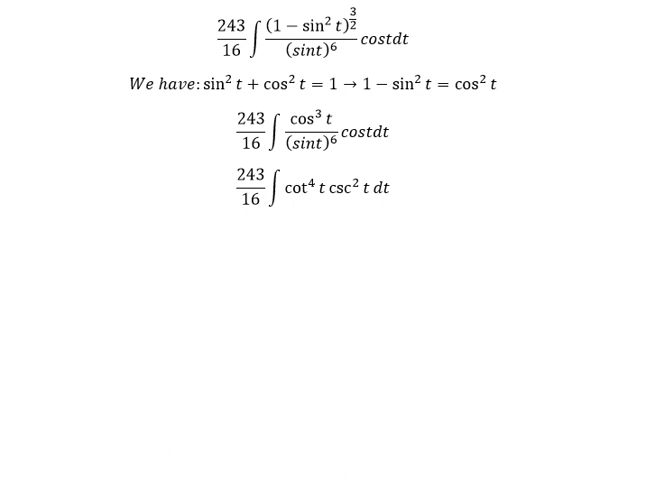 243/16 ∫ (1 − sin² t)^(3/2)/(sint)⁶ costdt
We have: sin² t + cos² t = 1 → 1 − sin² t = cos² t
243/16 ∫ cos³ t/(sint)⁶ costdt
243/16 ∫ cot⁴ t csc² t dt